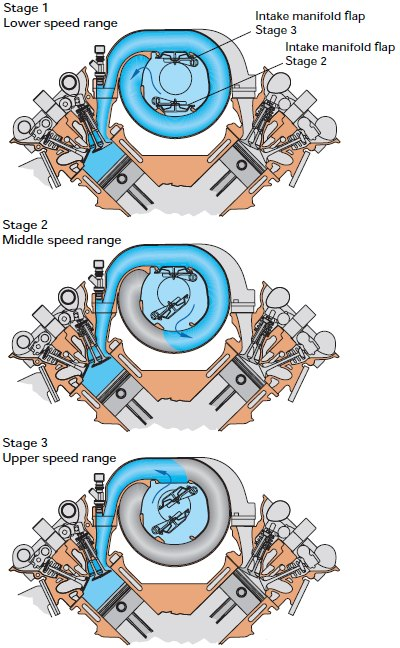 Stage 1
Lower speed range
Intake manifold flap
Stage 3
Intake manifold flap
Stage 2
Stage 2
Middle speed range
Stage 3
Upper speed range